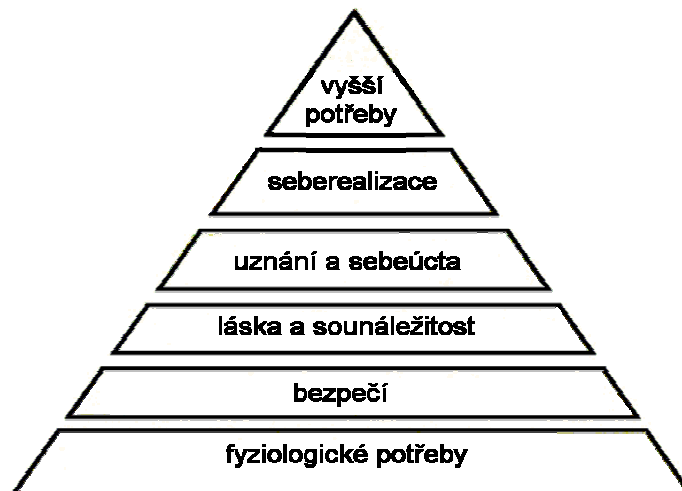 vyšší
potřeby
seberealizace
uznání a sebeúcta
láska a sounáležitost
bezpečí
fyziologické potřeby